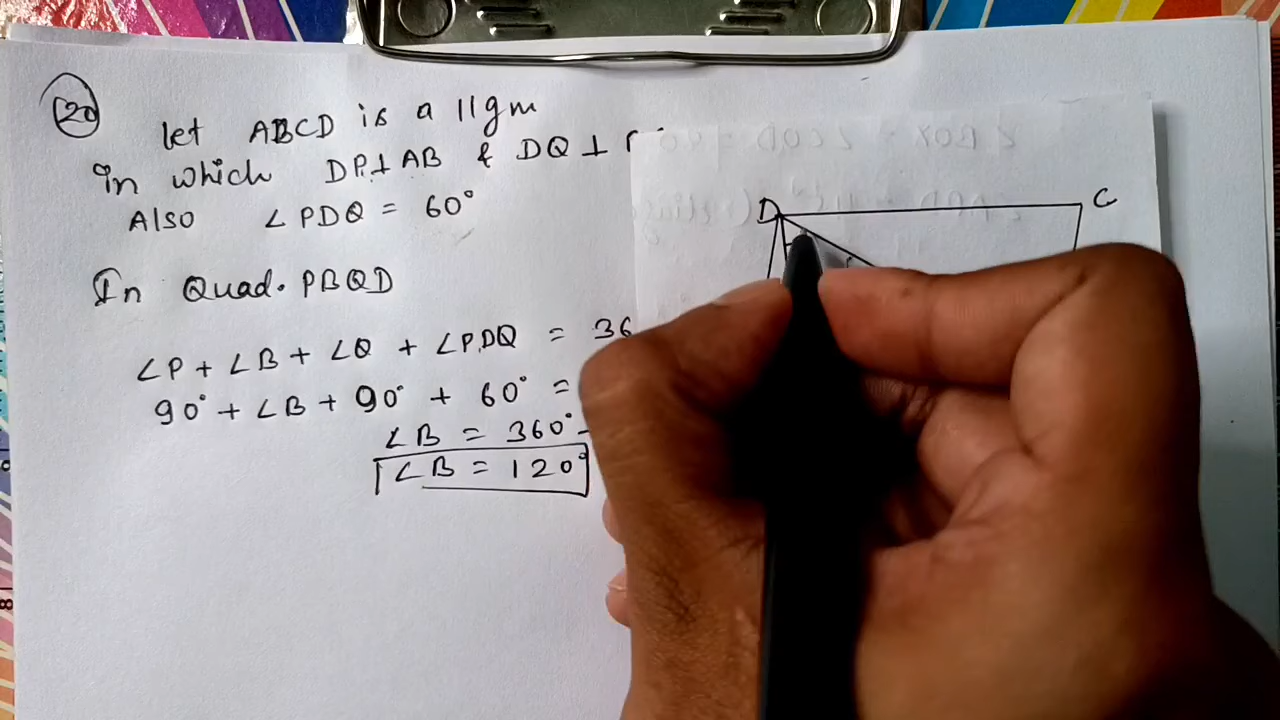 20
let ABCD is a ||gm
In which DP⊥AB & DQ⊥
Also ∠PDQ = 60°
In Quad. PBQD
∠P + ∠B + ∠Q + ∠PDQ = 36
90° + ∠B + 90° + 60° =
∠B = 360° -
∠B = 120°
D
C